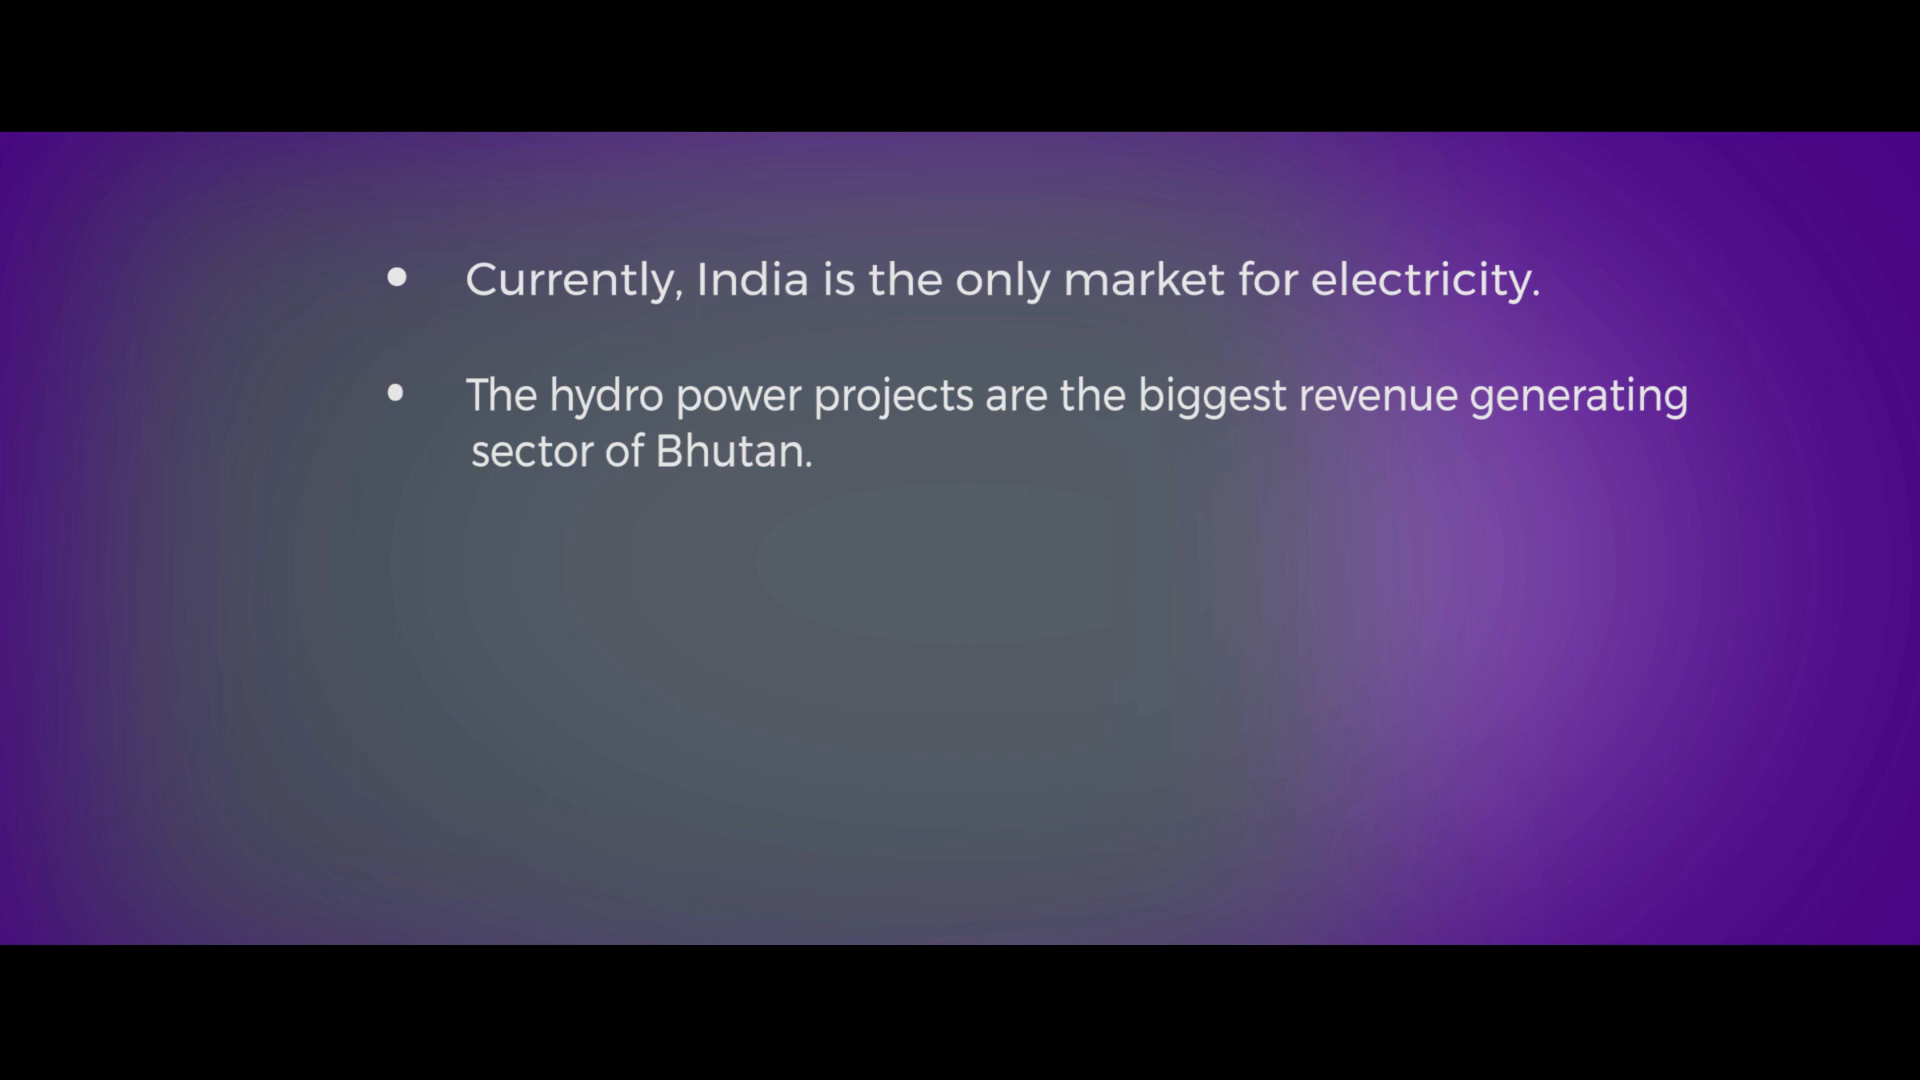 • Currently, India is the only market for electricity.
• The hydro power projects are the biggest revenue generating
sector of Bhutan.